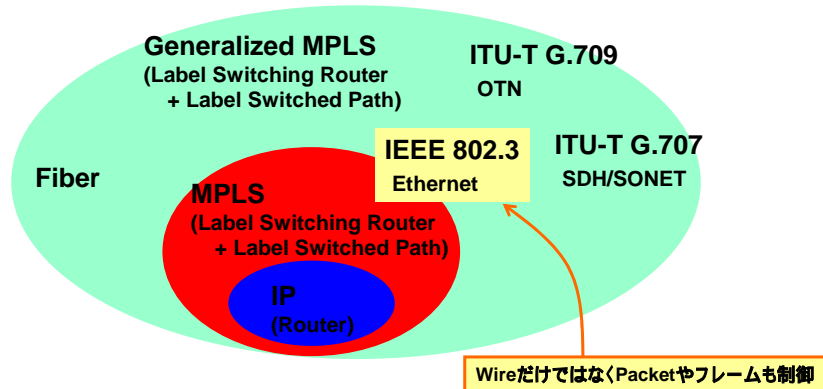 Generalized MPLS
(Label Switching Router
+ Label Switched Path)
ITU-T G.709
OTN
IEEE 802.3
Ethernet
ITU-T G.707
SDH/SONET
Fiber
MPLS
(Label Switching Router
+ Label Switched Path)
IP
(Router)
WireだけではなくPacketやフレームも制御